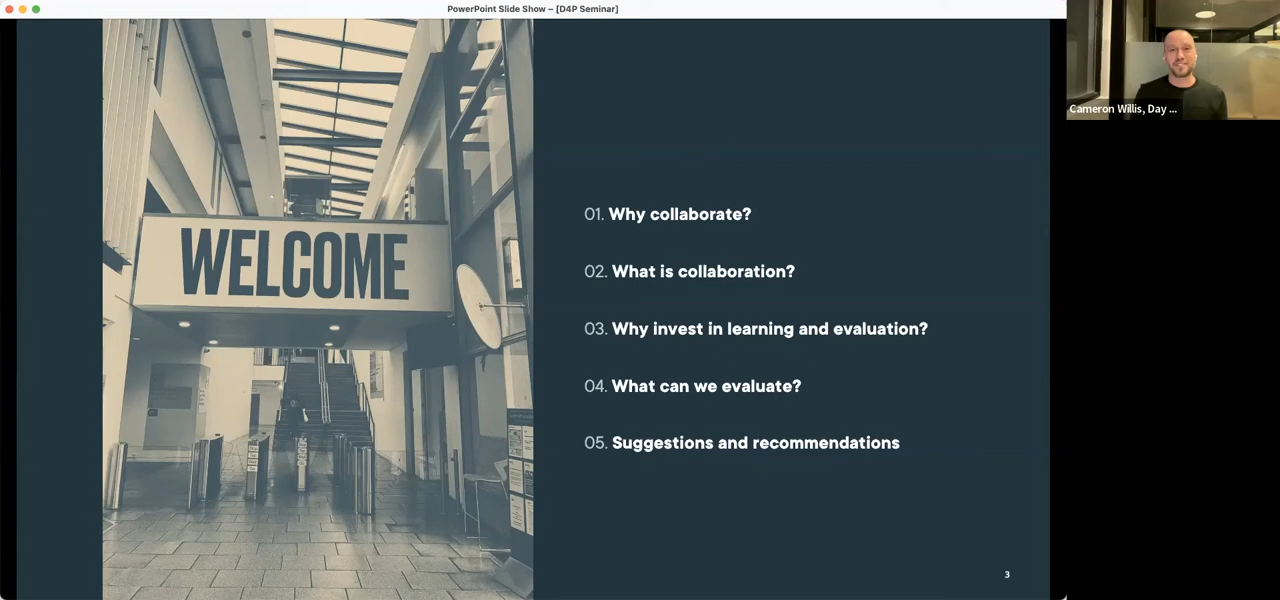 PowerPoint Slide Show – [D4P Seminar]
WELCOME
01. Why collaborate?
02. What is collaboration?
03. Why invest in learning and evaluation?
04. What can we evaluate?
05. Suggestions and recommendations
3
Cameron Willis, Day ...